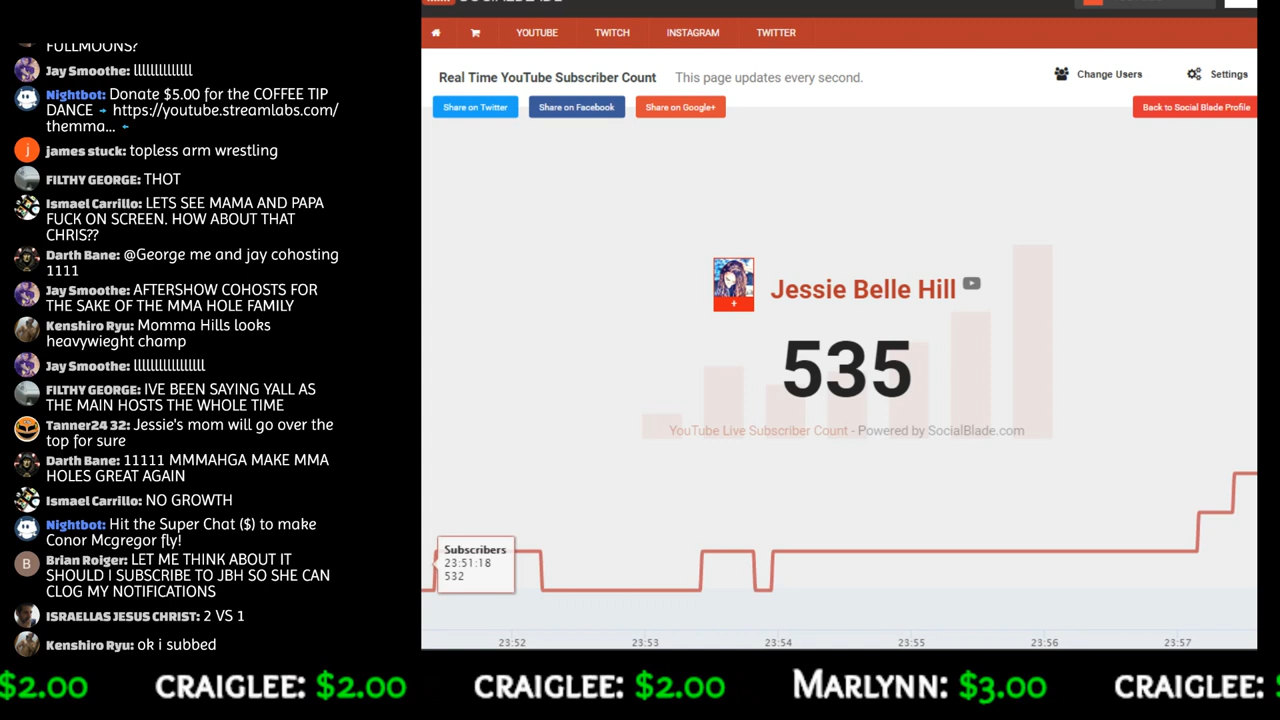 FULLMOONS?
Jay Smoothe: lllllllllllll
Nightbot: Donate $5.00 for the COFFEE TIP
DANCE → https://youtube.streamlabs.com/
themma... ←
james stuck: topless arm wrestling
FILTHY GEORGE: THOT
Ismael Carrillo: LETS SEE MAMA AND PAPA
FUCK ON SCREEN. HOW ABOUT THAT
CHRIS??
Darth Bane: @George me and jay cohosting
1111
Jay Smoothe: AFTERSHOW COHOSTS FOR
THE SAKE OF THE MMA HOLE FAMILY
Kenshiro Ryu: Momma Hills looks
heavywieght champ
Jay Smoothe: llllllllllllllll
FILTHY GEORGE: IVE BEEN SAYING YALL AS
THE MAIN HOSTS THE WHOLE TIME
Tanner24 32: Jessie's mom will go over the
top for sure
Darth Bane: 11111 MMMAHGA MAKE MMA
HOLES GREAT AGAIN
Ismael Carrillo: NO GROWTH
Nightbot: Hit the Super Chat ($) to make
Conor Mcgregor fly!
B
Brian Roiger: LET ME THINK ABOUT IT
SHOULD I SUBSCRIBE TO JBH SO SHE CAN
CLOG MY NOTIFICATIONS
ISRAELLAS JESUS CHRIST: 2 VS 1
Kenshiro Ryu: ok i subbed
YOUTUBE TWITCH INSTAGRAM TWITTER
Real Time YouTube Subscriber Count This page updates every second.
Change Users Settings
Share on Twitter Share on Facebook Share on Google+ Back to Social Blade Profile
Jessie Belle Hill
535
YouTube Live Subscriber Count - Powered by SocialBlade.com
Subscribers
23:51:18
532
23:52 23:53 23:54 23:55 23:56 23:57
$2.00 CRAIGLEE: $2.00 CRAIGLEE: $2.00 MARLYNN: $3.00 CRAIGLEE: